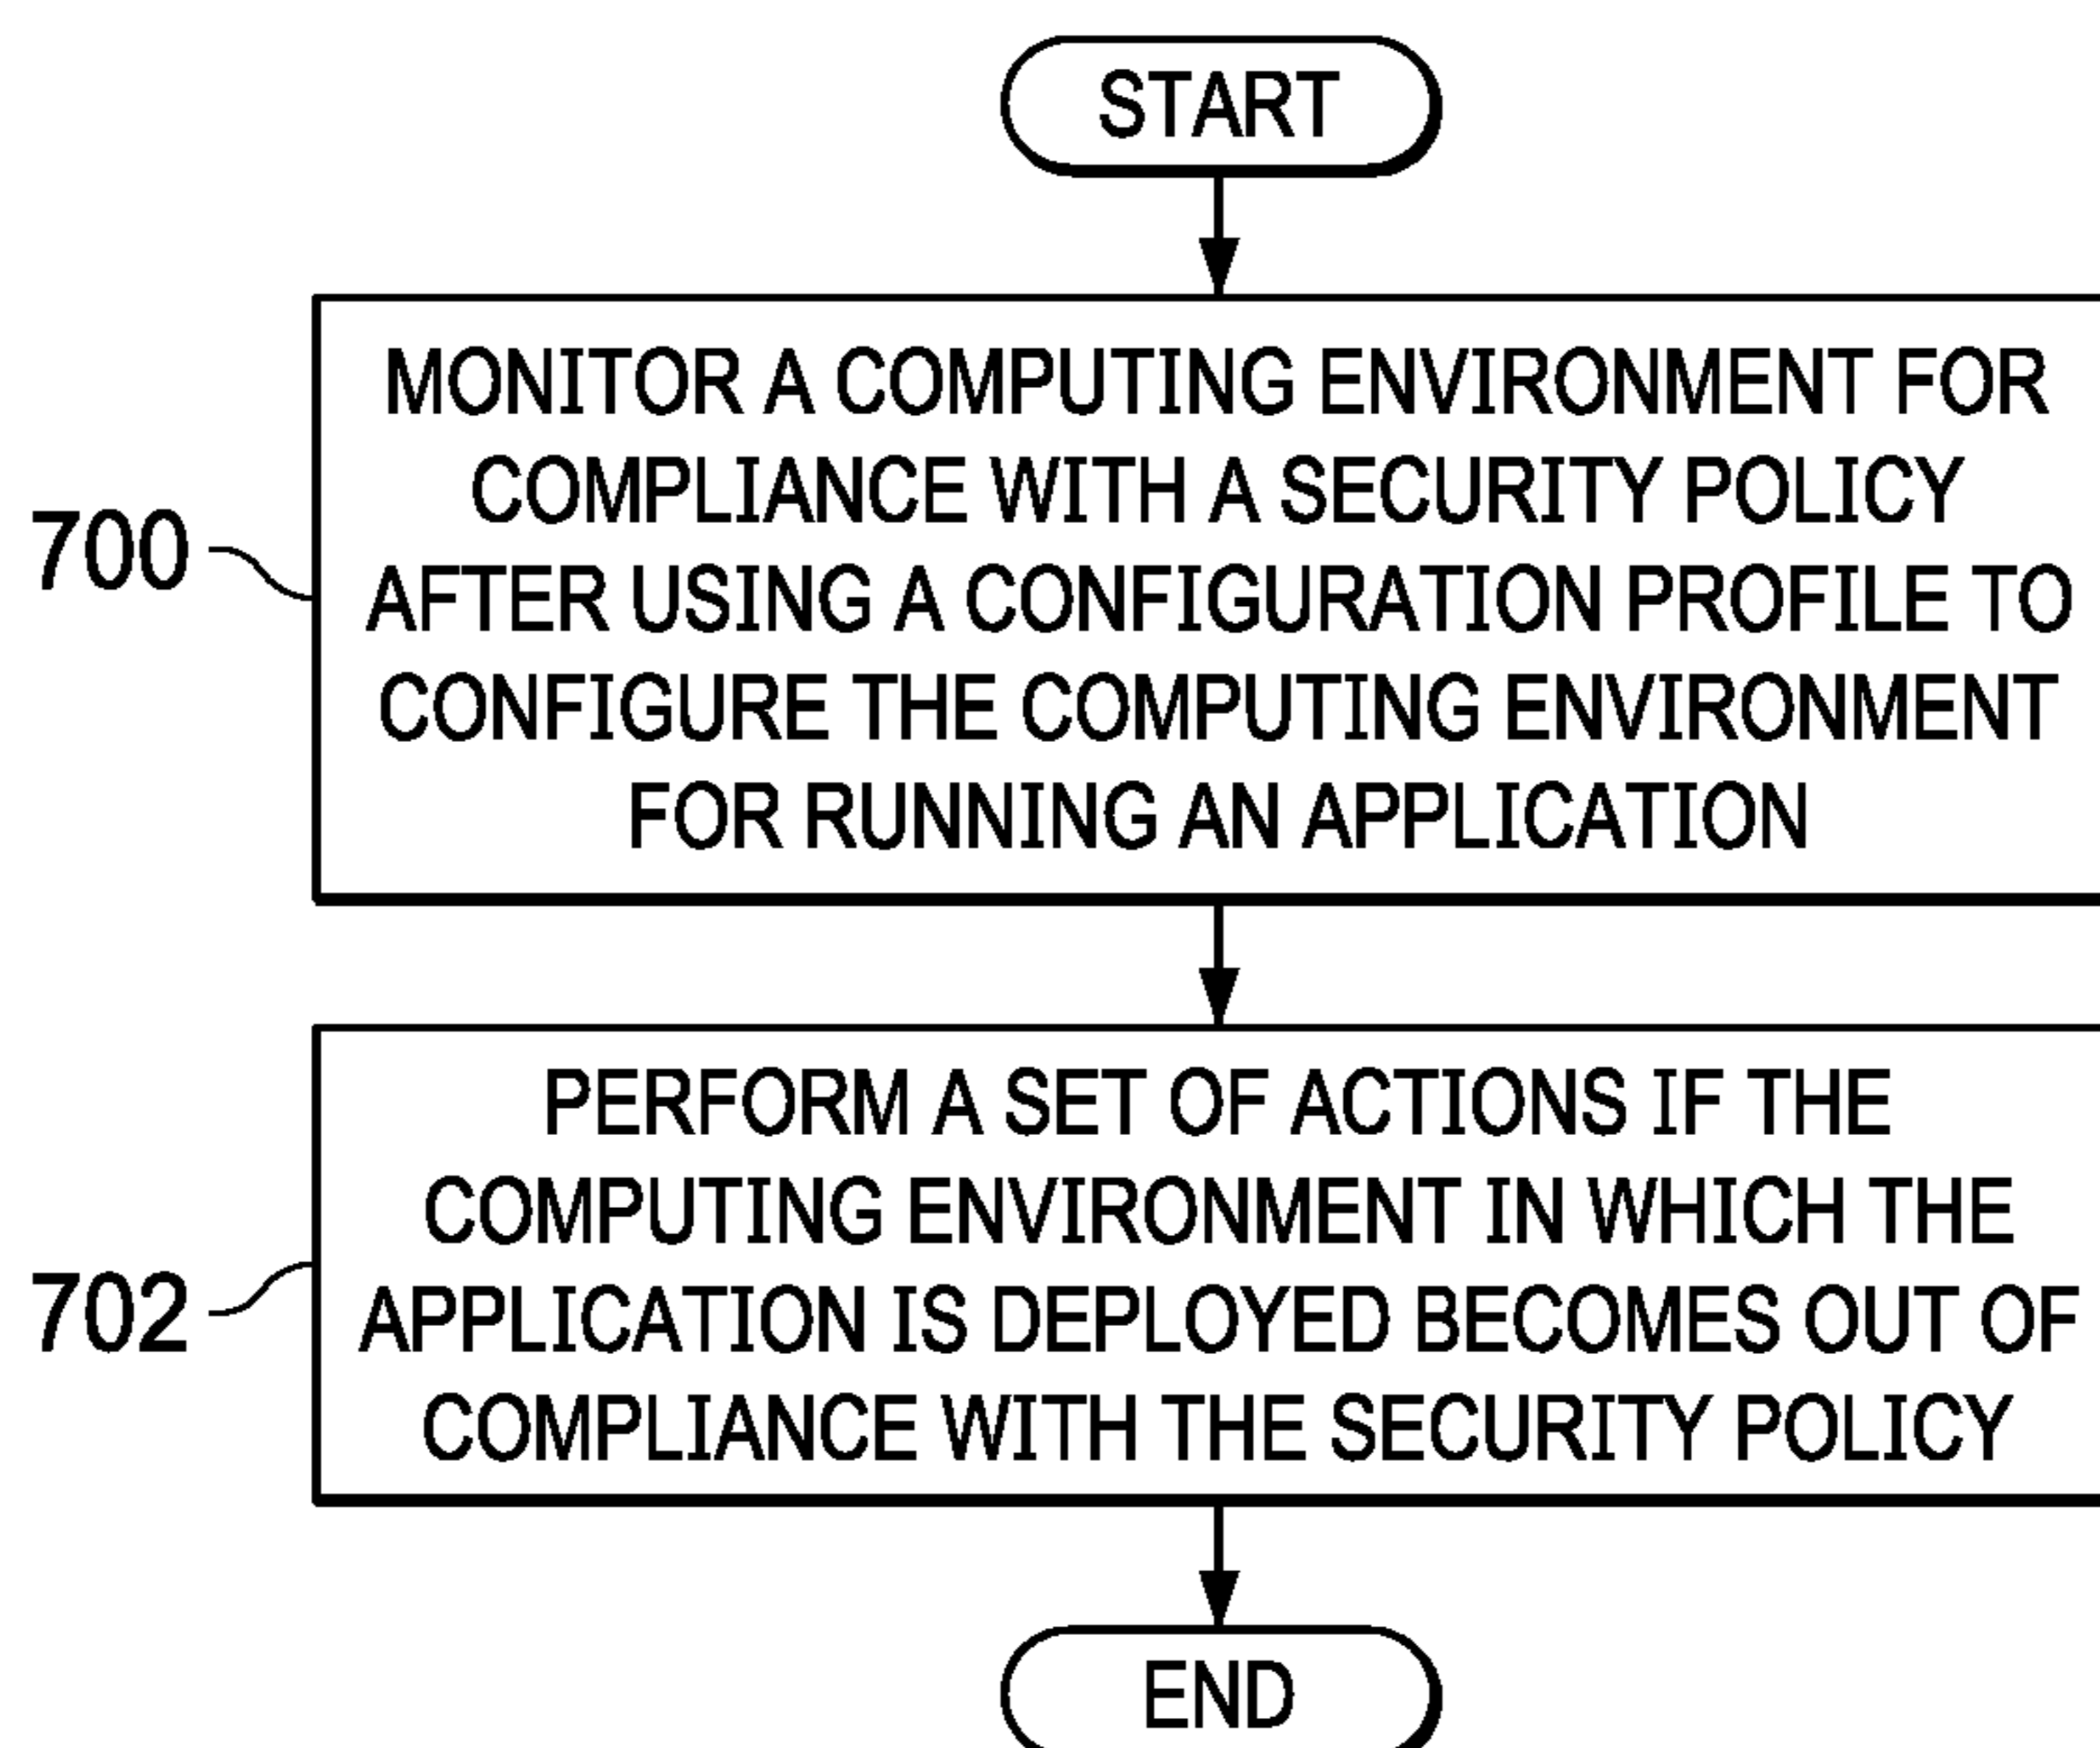 START
MONITOR A COMPUTING ENVIRONMENT FOR
COMPLIANCE WITH A SECURITY POLICY
AFTER USING A CONFIGURATION PROFILE TO
CONFIGURE THE COMPUTING ENVIRONMENT
FOR RUNNING AN APPLICATION
700
PERFORM A SET OF ACTIONS IF THE
COMPUTING ENVIRONMENT IN WHICH THE
APPLICATION IS DEPLOYED BECOMES OUT OF
COMPLIANCE WITH THE SECURITY POLICY
702
END